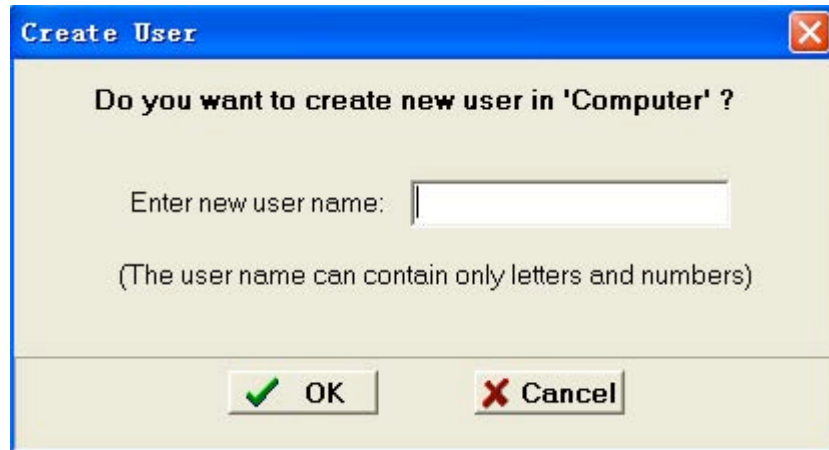 Create User
Do you want to create new user in 'Computer' ?
Enter new user name:
(The user name can contain only letters and numbers)
OK Cancel